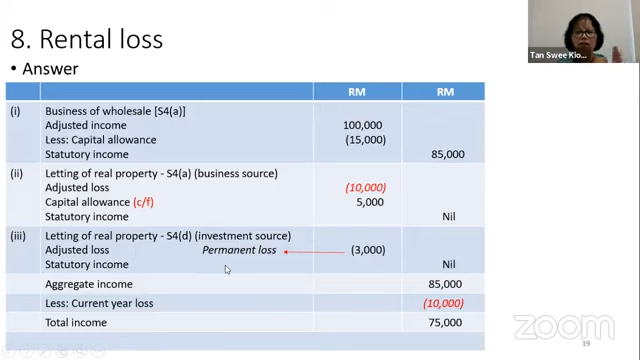 8. Rental loss
• Answer
RM RM
(i) Business of wholesale [S4(a)]
Adjusted income 100,000
Less: Capital allowance (15,000)
Statutory income 85,000
(ii) Letting of real property - S4(a) (business source)
Adjusted loss (10,000)
Capital allowance (c/f) 5,000
Statutory income Nil
(iii) Letting of real property - S4(d) (investment source)
Adjusted loss Permanent loss (3,000)
Statutory income Nil
Aggregate income 85,000
Less: Current year loss (10,000)
Total income 75,000
Tan Swee Kio...
zoom
19